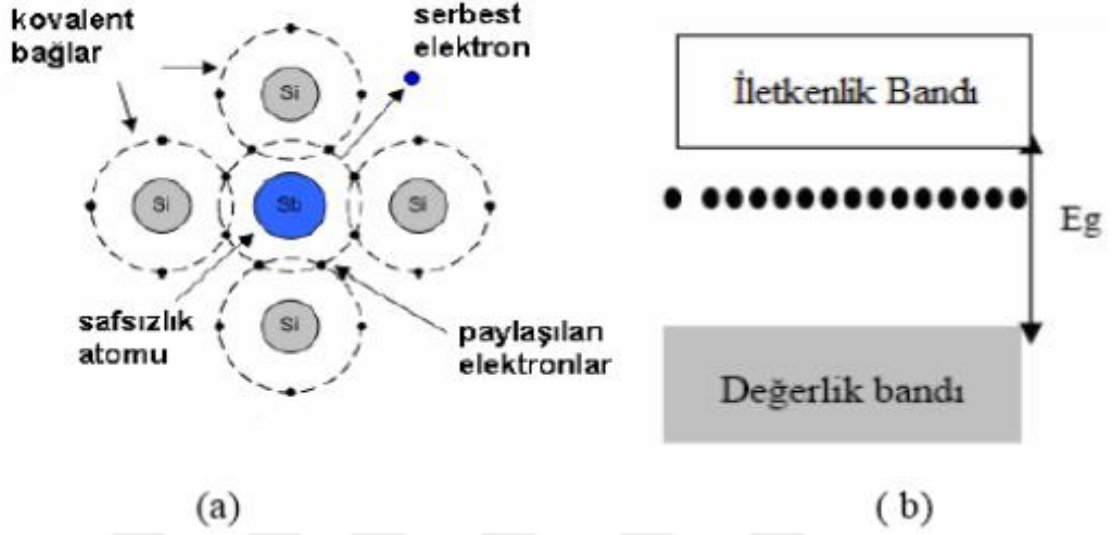 kovalent
bağlar
serbest
elektron
Si
Si
Sb
Si
Si
safsızlık
atomu
paylaşılan
elektronlar
(a)
İletkenlik Bandı
Eg
Değerlik bandı
( b)